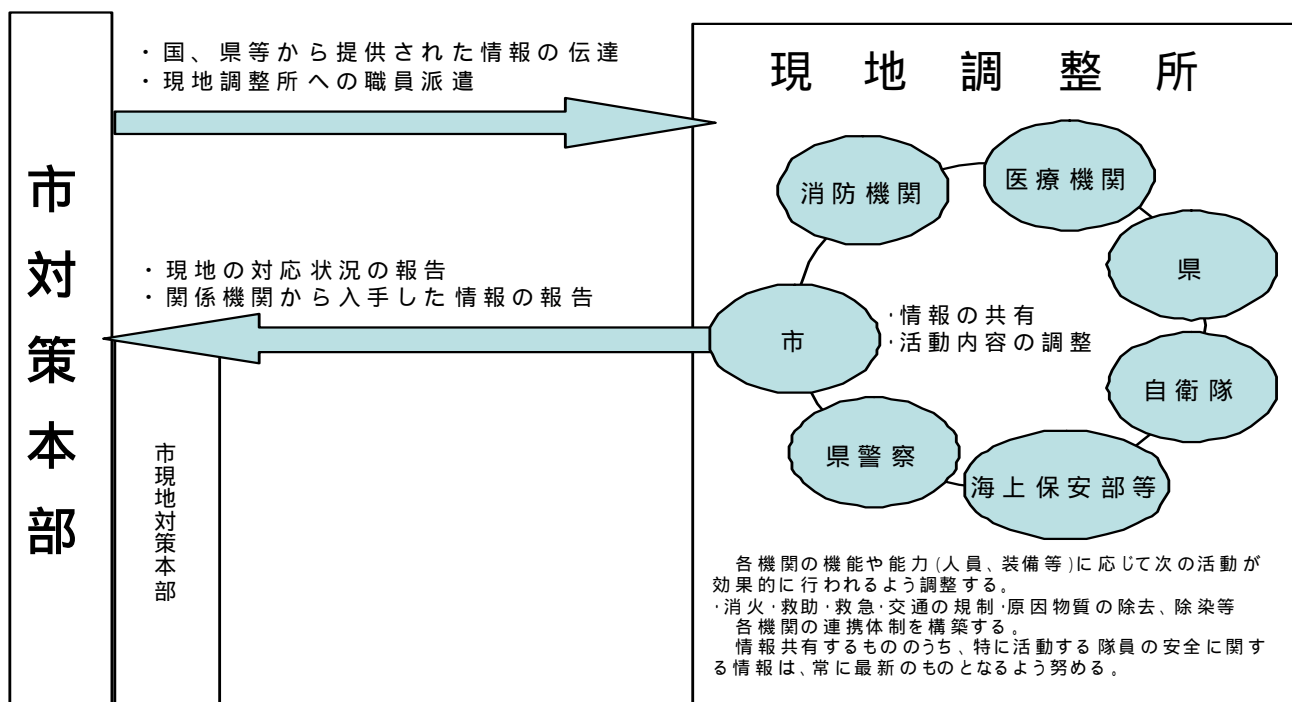 市対策本部
・国、県等から提供された情報の伝達
・現地調整所への職員派遣
・現地の対応状況の報告
・関係機関から入手した情報の報告
市現地対策本部
現地調整所
消防機関
医療機関
県
市
・情報の共有
・活動内容の調整
自衛隊
県警察
海上保安部等
各機関の機能や能力(人員、装備等)に応じて次の活動が
効果的に行われるよう調整する。
・消火・救助・救急・交通の規制・原因物質の除去、除染等
各機関の連携体制を構築する。
情報共有するもののうち、特に活動する隊員の安全に関す
る情報は、常に最新のものとなるよう努める。